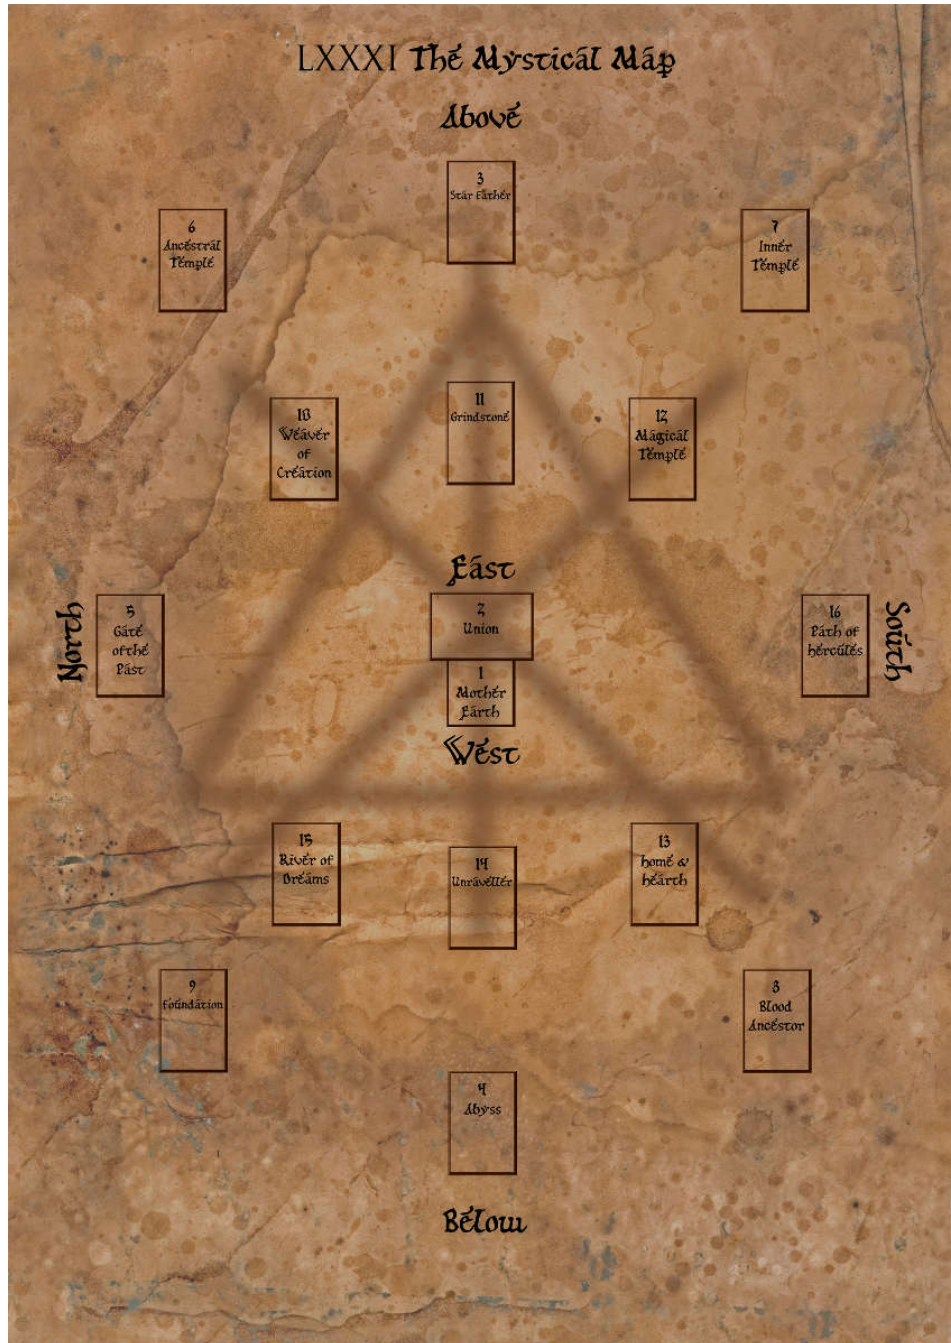 LXXXI The Mystical Map
Above
3
Star Father
6
Ancestral
Temple
7
Inner
Temple
11
Grindstone
10
Weaver
of
Creation
12
Magical
Temple
East
North
5
Gate
of the
Past
2
Union
16
Path of
hercules
South
1
Mother
Earth
West
15
River of
Dreams
14
Unraveller
13
home &
hearth
9
Foundation
8
Blood
Ancestor
4
Abyss
Below